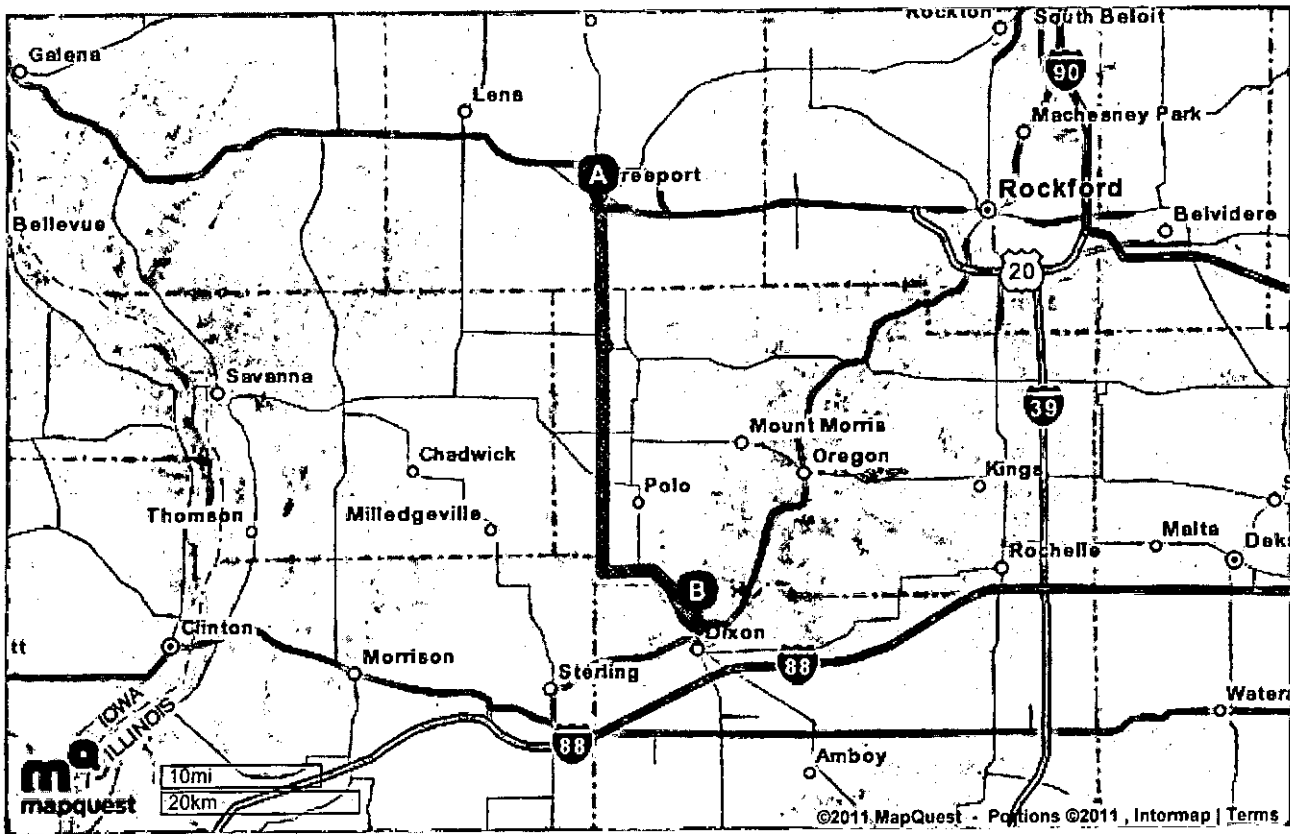 Rockton
South Beloit
Galena
90
Lena
Machesney Park
A
reeport
Rockford
Bellevue
Belvidere
20
Savanna
39
Mount Morris
Chadwick
Oregon
Kings
Polo
Thomson
Milledgeville
Malta
Rochelle
Deka
B
Clinton
Dixon
tt
Morrison
Sterling
88
IOWA
ILLINOIS
88
Amboy
mapquest
10mi
20km
©2011 MapQuest - Portions ©2011 , Intermap | Terms